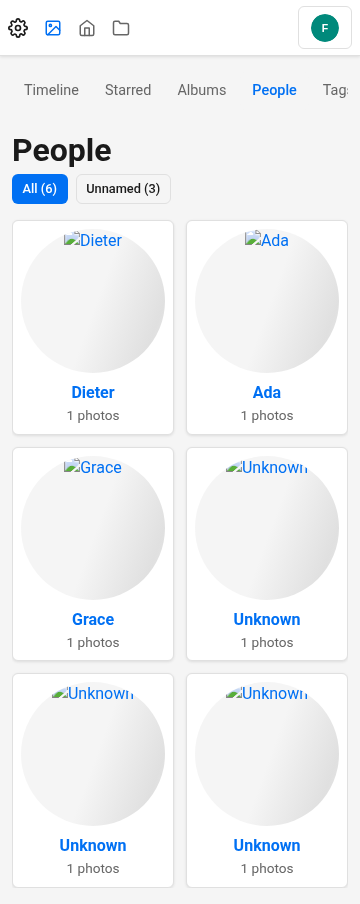 F
Timeline Starred Albums People Tags
People
All (6) Unnamed (3)
Dieter Ada
Dieter Ada
1 photos 1 photos
Grace Unknown
Grace Unknown
1 photos 1 photos
Unknown Unknown
Unknown Unknown
1 photos 1 photos